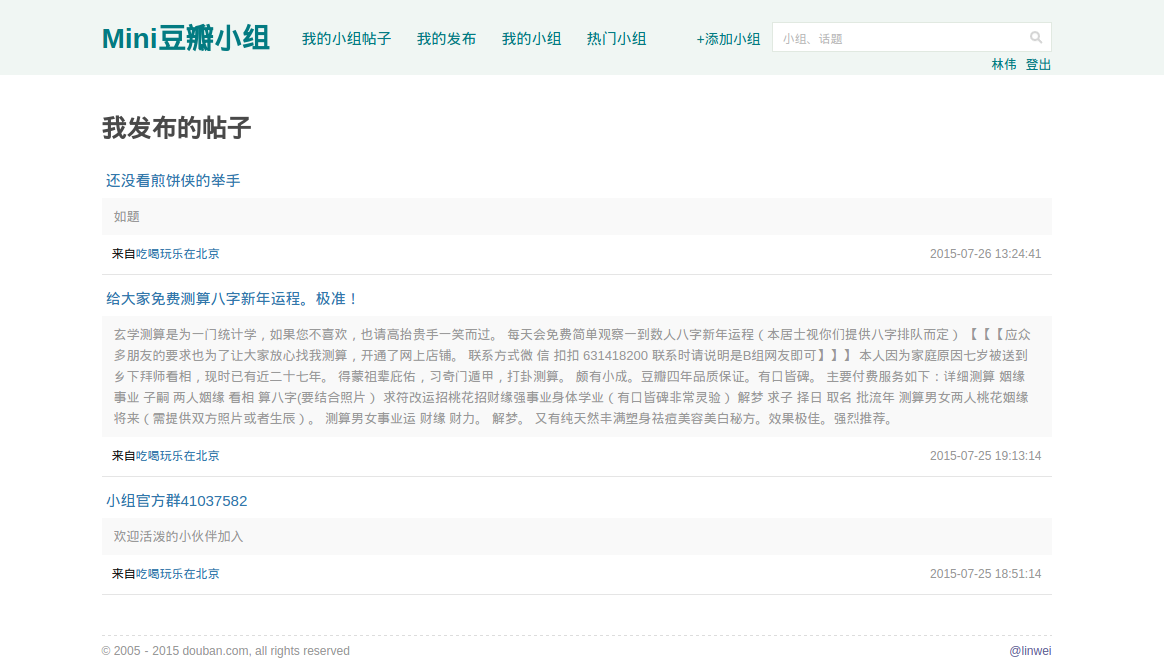 Mini豆瓣小组 我的小组帖子 我的发布 我的小组 热门小组 +添加小组 小组、话题
林伟 登出
我发布的帖子
还没看煎饼侠的举手
如题
来自吃喝玩乐在北京 2015-07-26 13:24:41
给大家免费测算八字新年运程。极准！
玄学测算是为一门统计学，如果您不喜欢，也请高抬贵手一笑而过。 每天会免费简单观察一到数人八字新年运程（本居士视你们提供八字排队而定）【【【应众
多朋友的要求也为了让大家放心找我测算，开通了网上店铺。 联系方式微 信 扣扣 631418200 联系时请说明是B组网友即可】】】 本人因为家庭原因七岁被送到
乡下拜师看相，现时已有近二十七年。 得蒙祖辈庇佑，习奇门遁甲，打卦测算。 颇有小成。豆瓣四年品质保证。有口皆碑。 主要付费服务如下：详细测算 姻缘
事业 子嗣 两人姻缘 看相 算八字(要结合照片） 求符改运招桃花招财缘强事业身体学业（有口皆碑非常灵验） 解梦 求子 择日 取名 批流年 测算男女两人桃花姻缘
将来（需提供双方照片或者生辰）。 测算男女事业运 财缘 财力。 解梦。 又有纯天然丰满塑身祛痘美容美白秘方。效果极佳。强烈推荐。
来自吃喝玩乐在北京 2015-07-25 19:13:14
小组官方群41037582
欢迎活泼的小伙伴加入
来自吃喝玩乐在北京 2015-07-25 18:51:14
© 2005 - 2015 douban.com, all rights reserved @linwei